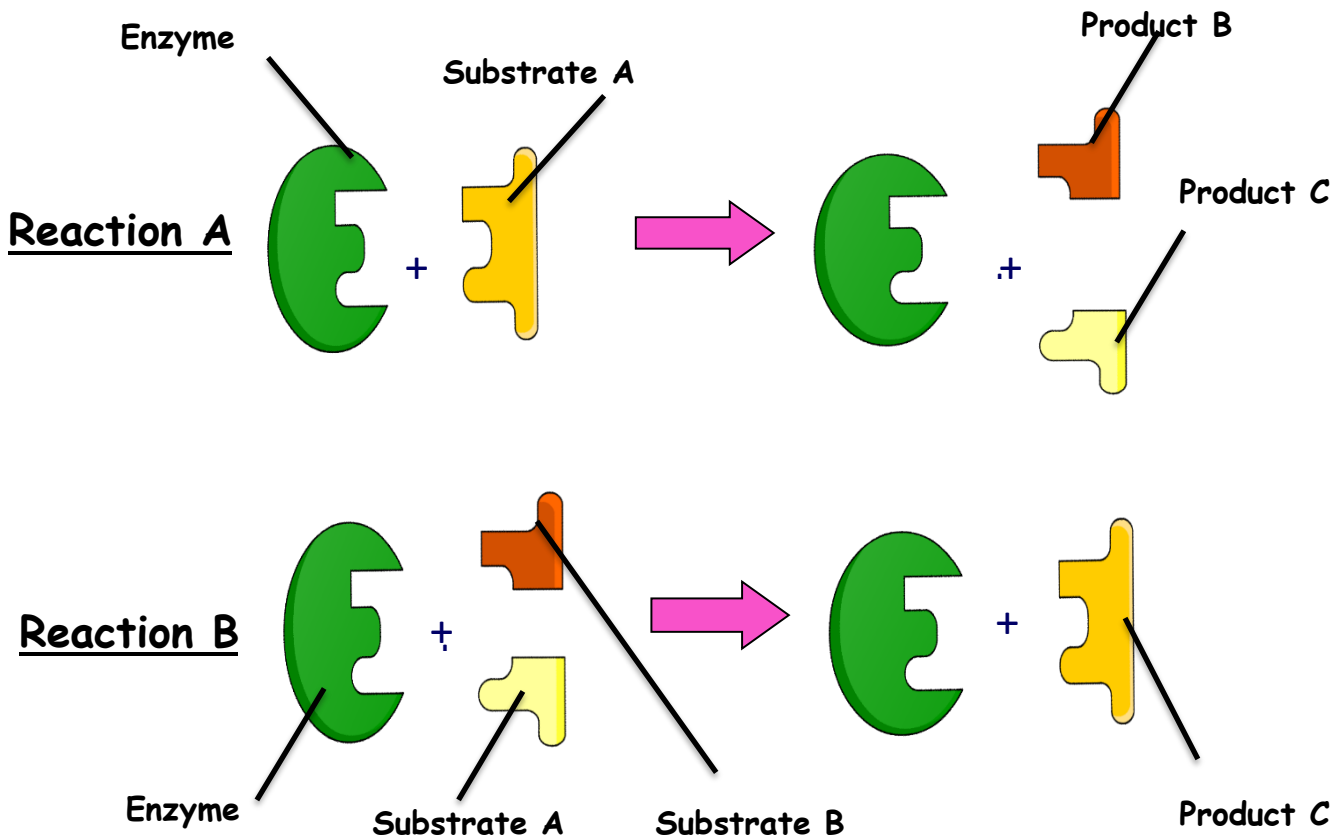 Enzyme
Substrate A
Product B
Product C
Reaction A
+
+
Reaction B
+
+
Enzyme
Substrate A
Substrate B
Product C